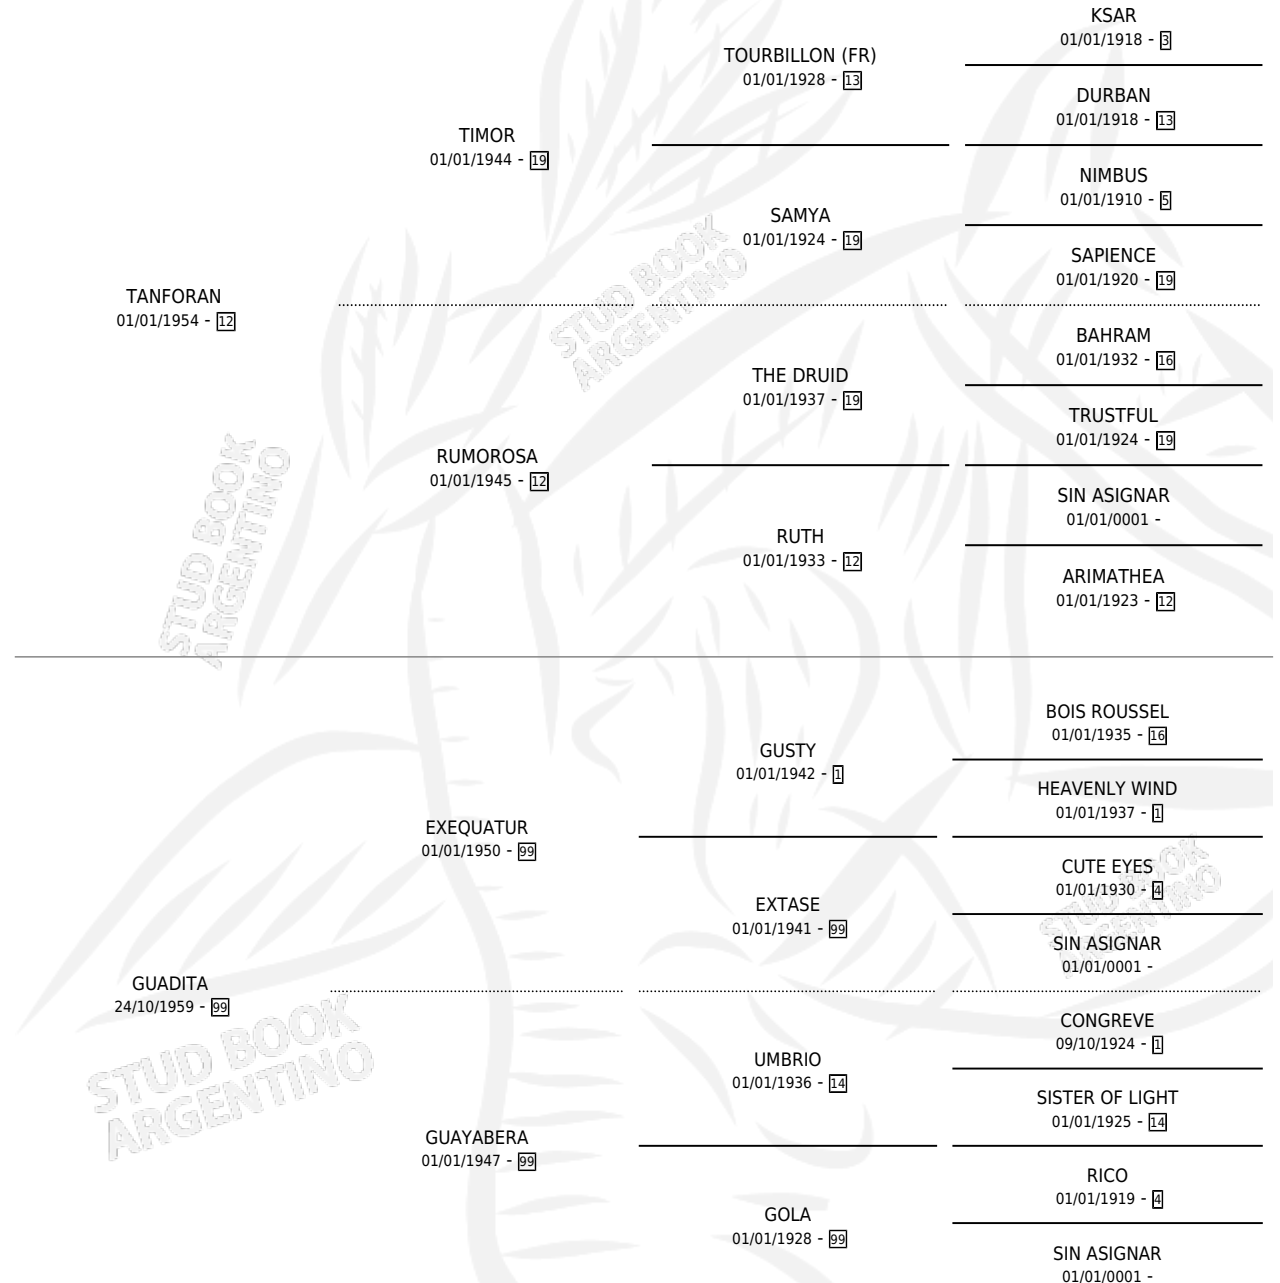 KSAR
01/01/1918 - 3
TOURBILLON (FR)
01/01/1928 - 13
DURBAN
01/01/1918 - 13
TIMOR
01/01/1944 - 19
NIMBUS
01/01/1910 - 5
SAMYA
01/01/1924 - 19
SAPIENCE
01/01/1920 - 19
TANFORAN
01/01/1954 - 12
BAHRAM
01/01/1932 - 16
THE DRUID
01/01/1937 - 19
TRUSTFUL
01/01/1924 - 19
RUMOROSA
01/01/1945 - 12
SIN ASIGNAR
01/01/0001 -
RUTH
01/01/1933 - 12
ARIMATHEA
01/01/1923 - 12
STUD BOOK
ARGENTINO
STUD BOOK
ARGENTINO
BOIS ROUSSEL
01/01/1935 - 16
GUSTY
01/01/1942 - 1
HEAVENLY WIND
01/01/1937 - 1
EXEQUATUR
01/01/1950 - 99
CUTE EYES
01/01/1930 - 4
EXTASE
01/01/1941 - 99
SIN ASIGNAR
01/01/0001 -
GUADITA
24/10/1959 - 99
CONGREVE
09/10/1924 - 1
UMBRIO
01/01/1936 - 14
SISTER OF LIGHT
01/01/1925 - 14
GUAYABERA
01/01/1947 - 99
RICO
01/01/1919 - 4
GOLA
01/01/1928 - 99
SIN ASIGNAR
01/01/0001 -
STUD BOOK
ARGENTINO
STUD BOOK
ARGENTINO